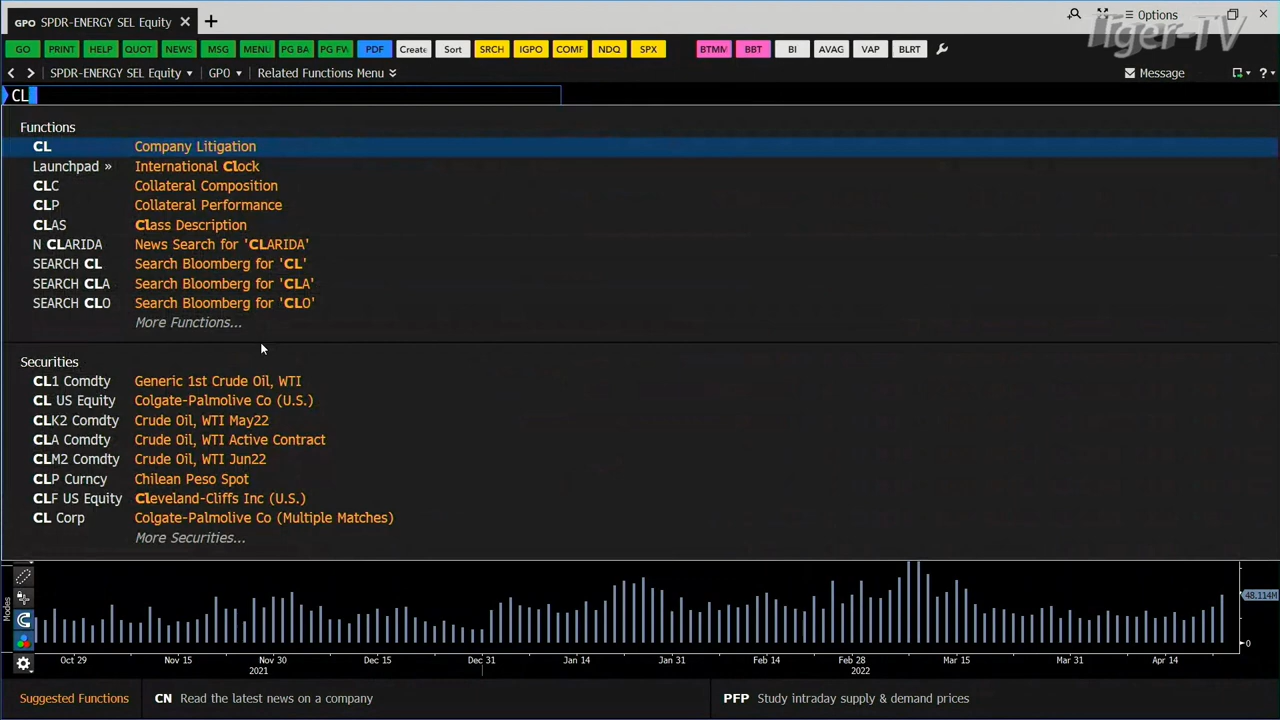 GPO SPDR-ENERGY SEL Equity
Options
Tiger-TV
GO PRINT HELP QUOT NEWS MSG MENU PG BA PG FW PDF Create Sort SRCH IGPO COMF NDQ SPX BTMM BBT BI AVAG VAP BLRT
SPDR-ENERGY SEL Equity GPO Related Functions Menu Message ?
CL
Functions
CL Company Litigation
Launchpad » International Clock
CLC Collateral Composition
CLP Collateral Performance
CLAS Class Description
N CLARIDA News Search for 'CLARIDA'
SEARCH CL Search Bloomberg for 'CL'
SEARCH CLA Search Bloomberg for 'CLA'
SEARCH CLO Search Bloomberg for 'CLO'
More Functions...
Securities
CL1 Comdty Generic 1st Crude Oil, WTI
CL US Equity Colgate-Palmolive Co (U.S.)
CLK2 Comdty Crude Oil, WTI May22
CLA Comdty Crude Oil, WTI Active Contract
CLM2 Comdty Crude Oil, WTI Jun22
CLP Curncy Chilean Peso Spot
CLF US Equity Cleveland-Cliffs Inc (U.S.)
CL Corp Colgate-Palmolive Co (Multiple Matches)
More Securities...
Modes
48.114M
0
Oct 29 Nov 15 Nov 30 Dec 15 Dec 31 Jan 14 Jan 31 Feb 14 Feb 28 Mar 15 Mar 31 Apr 14
2021 2022
Suggested Functions CN Read the latest news on a company PFP Study intraday supply & demand prices